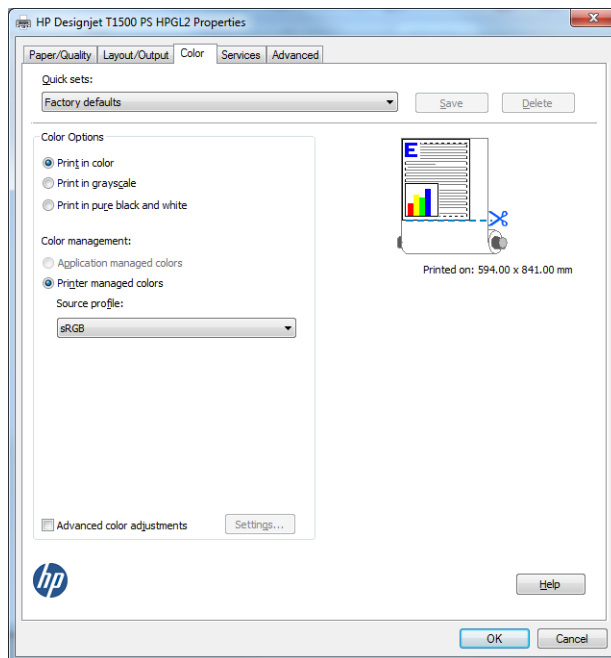 HP Designjet T1500 PS HPGL2 Properties
Paper/Quality Layout/Output Color Services Advanced
Quick sets:
Factory defaults Save Delete
Color Options
Print in color
Print in grayscale
Print in pure black and white
Color management:
Application managed colors
Printer managed colors
Source profile:
sRGB
E
Printed on: 594.00 x 841.00 mm
Advanced color adjustments Settings...
hp
Help
OK Cancel